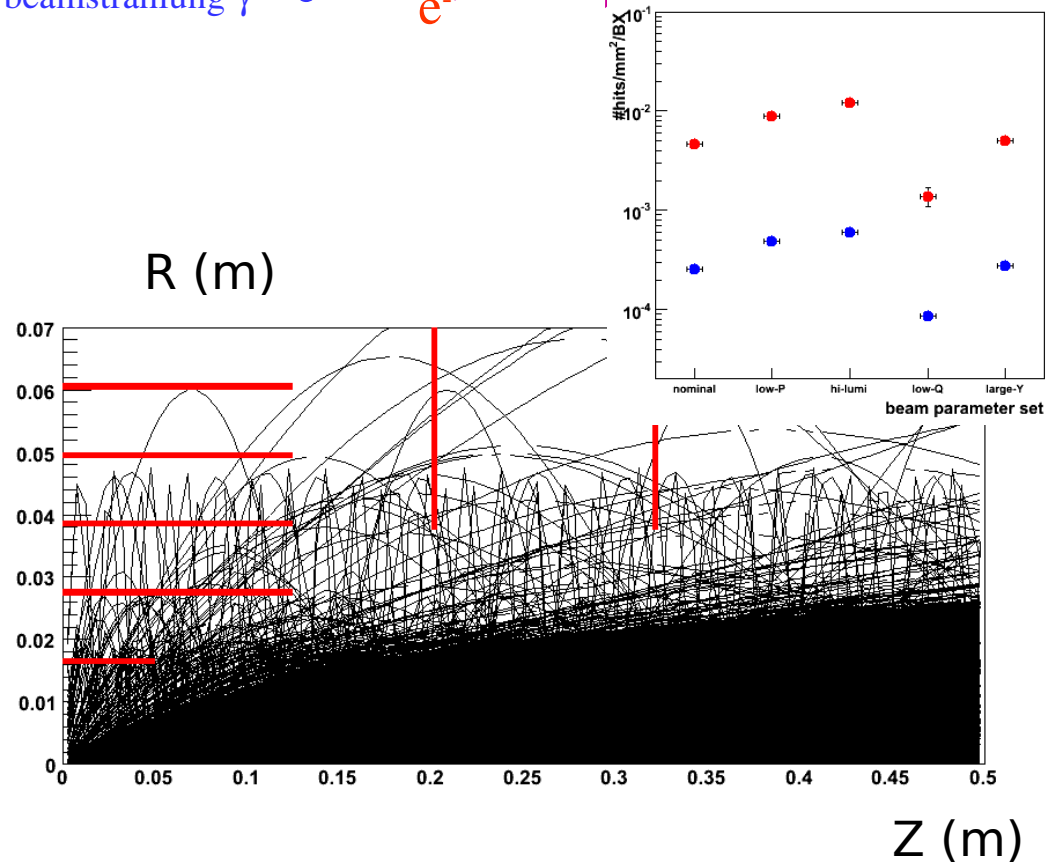 beamstrahlung γ
e
#hits/mm²/BX
10⁻¹
10⁻²
10⁻³
10⁻⁴
nominal low-P hi-lumi low-Q large-Y
beam parameter set
R (m)
0.07
0.06
0.05
0.04
0.03
0.02
0.01
0
0 0.05 0.1 0.15 0.2 0.25 0.3 0.35 0.4 0.45 0.5
Z (m)